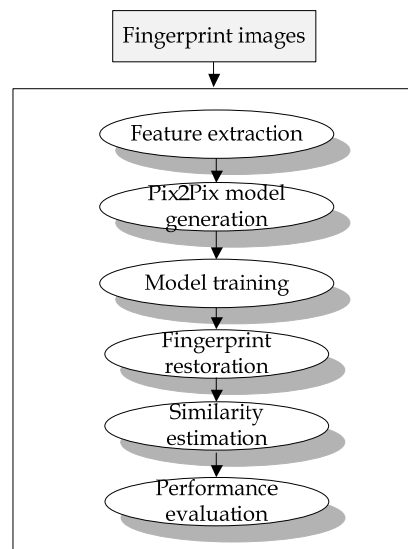 Fingerprint images
Feature extraction
Pix2Pix model
generation
Model training
Fingerprint
restoration
Similarity
estimation
Performance
evaluation